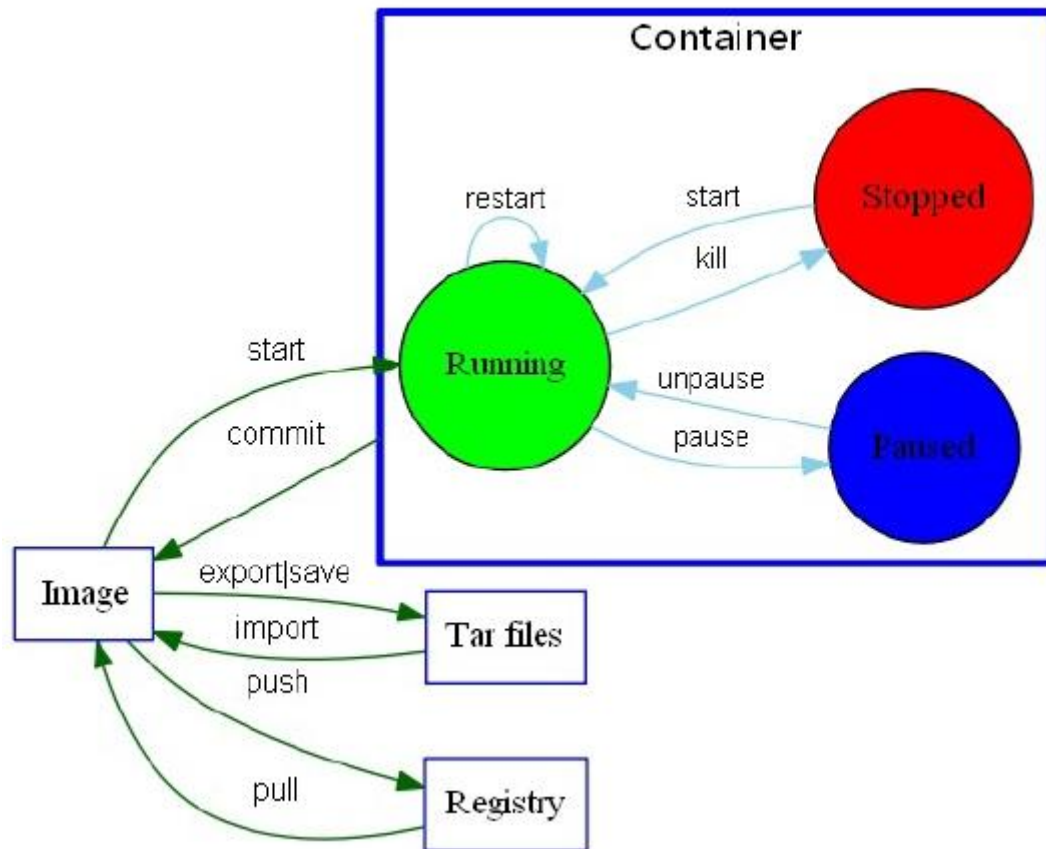 Container
Stopped
restart
start
kill
Running
start
unpause
commit
pause
Paused
export|save
Image
import
Tar files
push
pull
Registry